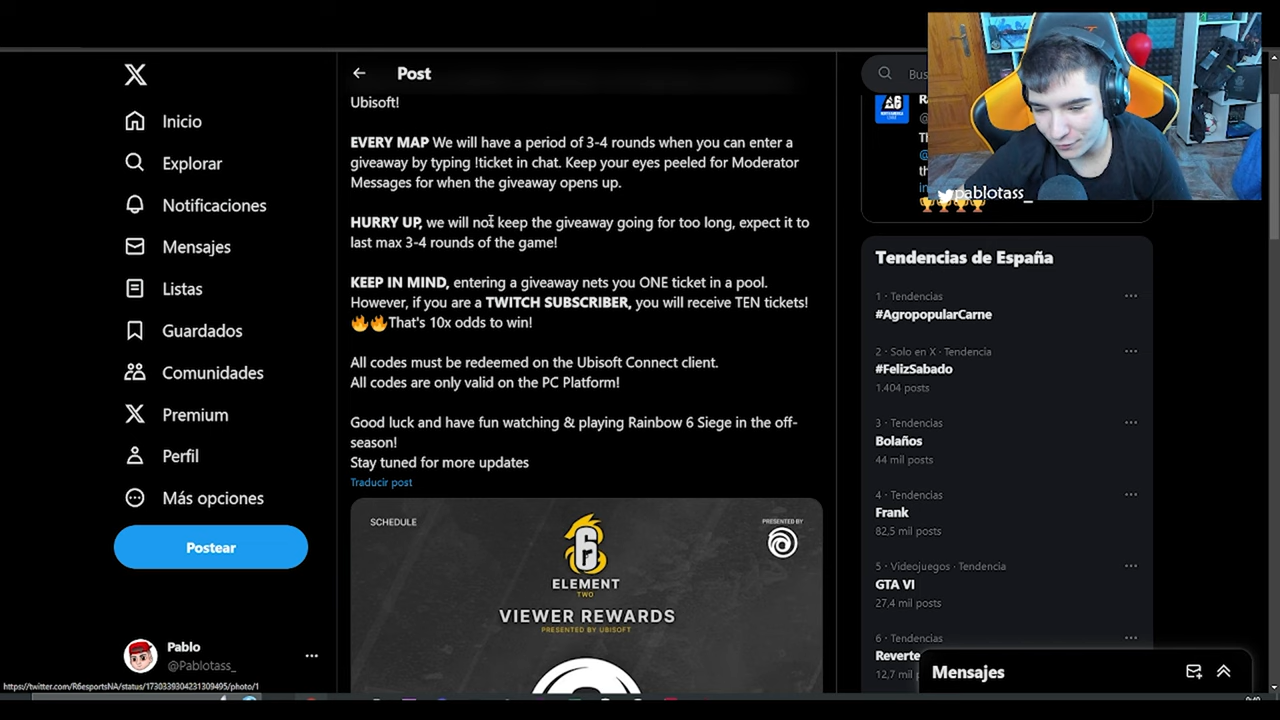 Post
Ubisoft!
EVERY MAP We will have a period of 3-4 rounds when you can enter a
giveaway by typing !ticket in chat. Keep your eyes peeled for Moderator
Messages for when the giveaway opens up.
HURRY UP, we will not keep the giveaway going for too long, expect it to
last max 3-4 rounds of the game!
KEEP IN MIND, entering a giveaway nets you ONE ticket in a pool.
However, if you are a TWITCH SUBSCRIBER, you will receive TEN tickets!
🔥🔥That's 10x odds to win!
All codes must be redeemed on the Ubisoft Connect client.
All codes are only valid on the PC Platform!
Good luck and have fun watching & playing Rainbow 6 Siege in the off-
season!
Stay tuned for more updates
Traducir post
SCHEDULE
PRESENTED BY
6
ELEMENT
TWO
VIEWER REWARDS
PRESENTED BY UBISOFT
Inicio
Explorar
Notificaciones
Mensajes
Listas
Guardados
Comunidades
Premium
Perfil
Más opciones
Postear
Pablo
@Pablotass_
https://twitter.com/R6esportsNA/status/1730339304231309495/photo/1
Bus
pablotass_
Tendencias de España
1 · Tendencias
#AgropopularCarne
2 · Solo en X · Tendencia
#FelizSabado
1.404 posts
3 · Tendencias
Bolaños
44 mil posts
4 · Tendencias
Frank
82,5 mil posts
5 · Videojuegos · Tendencia
GTA VI
27,4 mil posts
6 · Tendencias
Reverte
12,7 mil
Mensajes